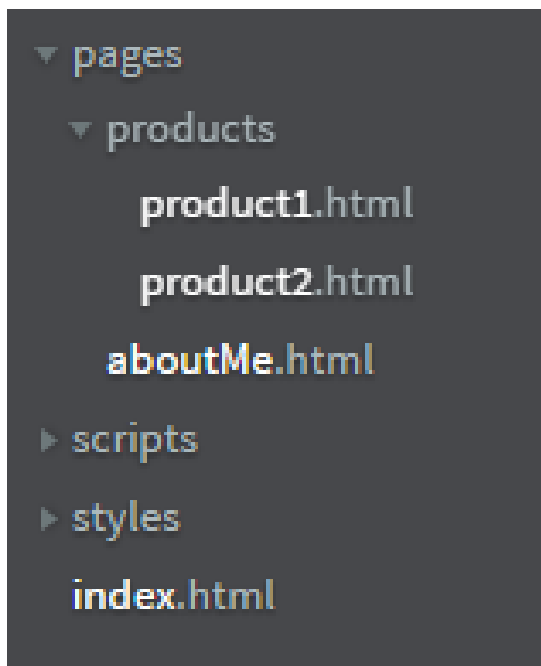 pages
products
product1.html
product2.html
aboutMe.html
scripts
styles
index.html